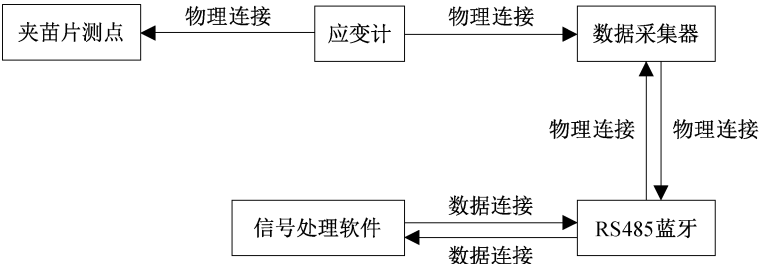 物理连接
物理连接
夹苗片测点
应变计
数据采集器
物理连接
物理连接
数据连接
信号处理软件
RS485蓝牙
数据连接